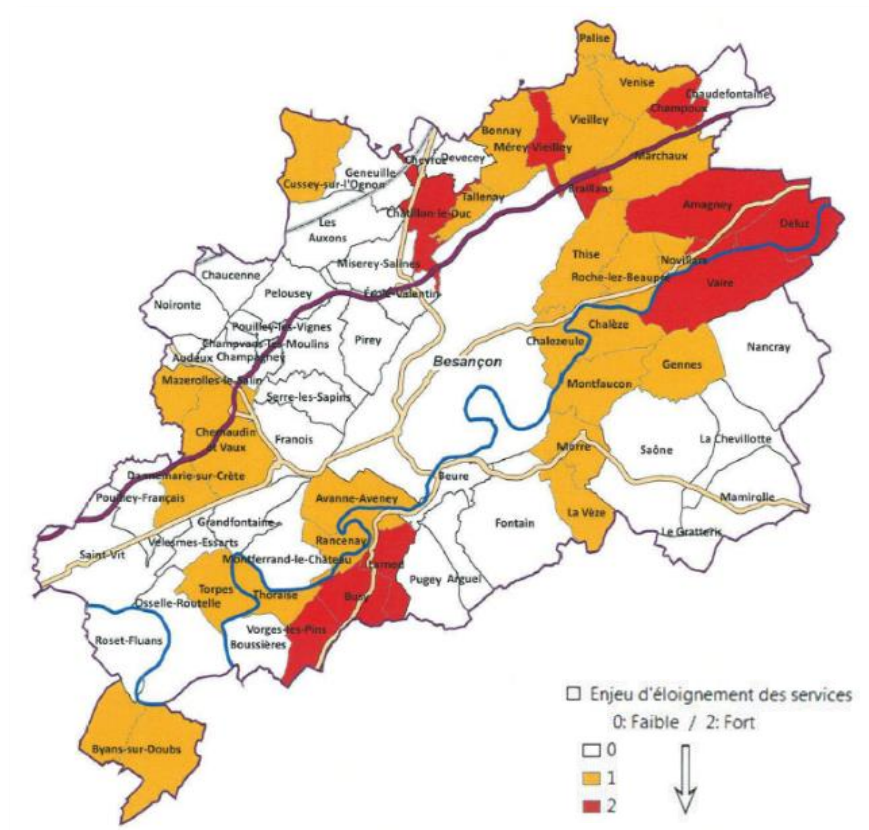 Palise
Venise
Chaudefontaine
Champoux
Vieilley
Bonnay
Mérey-Vieilley
Marchaux
Chevroz
Devecey
Geneuille
Cussey-sur-l'Ognon
Tallenay
Braillans
Châtillon-le-Duc
Amagney
Deluz
Les
Auxons
Thise
Miserey-Salines
Novillars
Chaucenne
Roche-lez-Beaupré
Vaire
Pelousey
École-Valentin
Noironte
Pouilley-les-Vignes
Chalèze
Champvans-les-Moulins
Pirey
Chalezeule
Nancray
Audeux
Champagney
Besançon
Gennes
Mazerolles-le-Salin
Montfaucon
Serre-les-Sapins
Chemaudin
et Vaux
Franois
La Chevillotte
Morre
Saône
Dannemarie-sur-Crète
Beure
Pouilley-Français
Avanne-Aveney
Mamirolle
La Vèze
Grandfontaine
Fontain
Le Gratteris
Velesmes-Essarts
Rancenay
Saint-Vit
Montferrand-le-Château
Larnod
Pugey
Arguel
Torpes
Thoraise
Busy
Osselle-Routelle
Vorges-les-Pins
Roset-Fluans
Boussières
Byans-sur-Doubs
Enjeu d'éloignement des services
0: Faible / 2: Fort
0
1
2